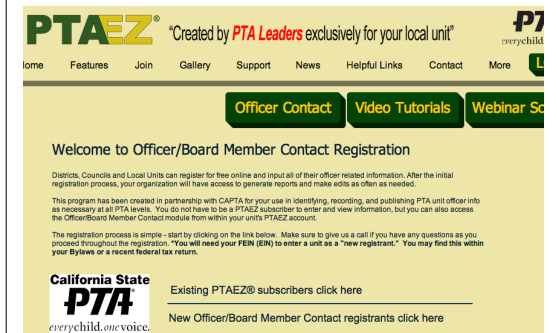 PTAEZ® "Created by PTA Leaders exclusively for your local unit"
everychild.
Home Features Join Gallery Support News Helpful Links Contact More
Officer Contact Video Tutorials Webinar
Welcome to Officer/Board Member Contact Registration
Districts, Councils and Local Units can register for free online and input all of their officer related information. After the initial
registration process, your organization will have access to generate reports and make edits as often as needed.
This program has been created in partnership with CAPTA for your use in identifying, recording, and publishing PTA unit officer info
as necessary at all PTA levels. You do not have to be a PTAEZ subscriber to enter and view information, but you can also access
the Officer/Board Member Contact module from within your unit's PTAEZ account.
The registration process is simple - start by clicking on the link below. Make sure to give us a call if you have any questions as you
proceed throughout the registration. *You will need your FEIN (EIN) to enter a unit as a "new registrant." You may find this within
your Bylaws or a recent federal tax return.
California State
PTA
everychild.onevoice.
Existing PTAEZ® subscribers click here
New Officer/Board Member Contact registrants click here